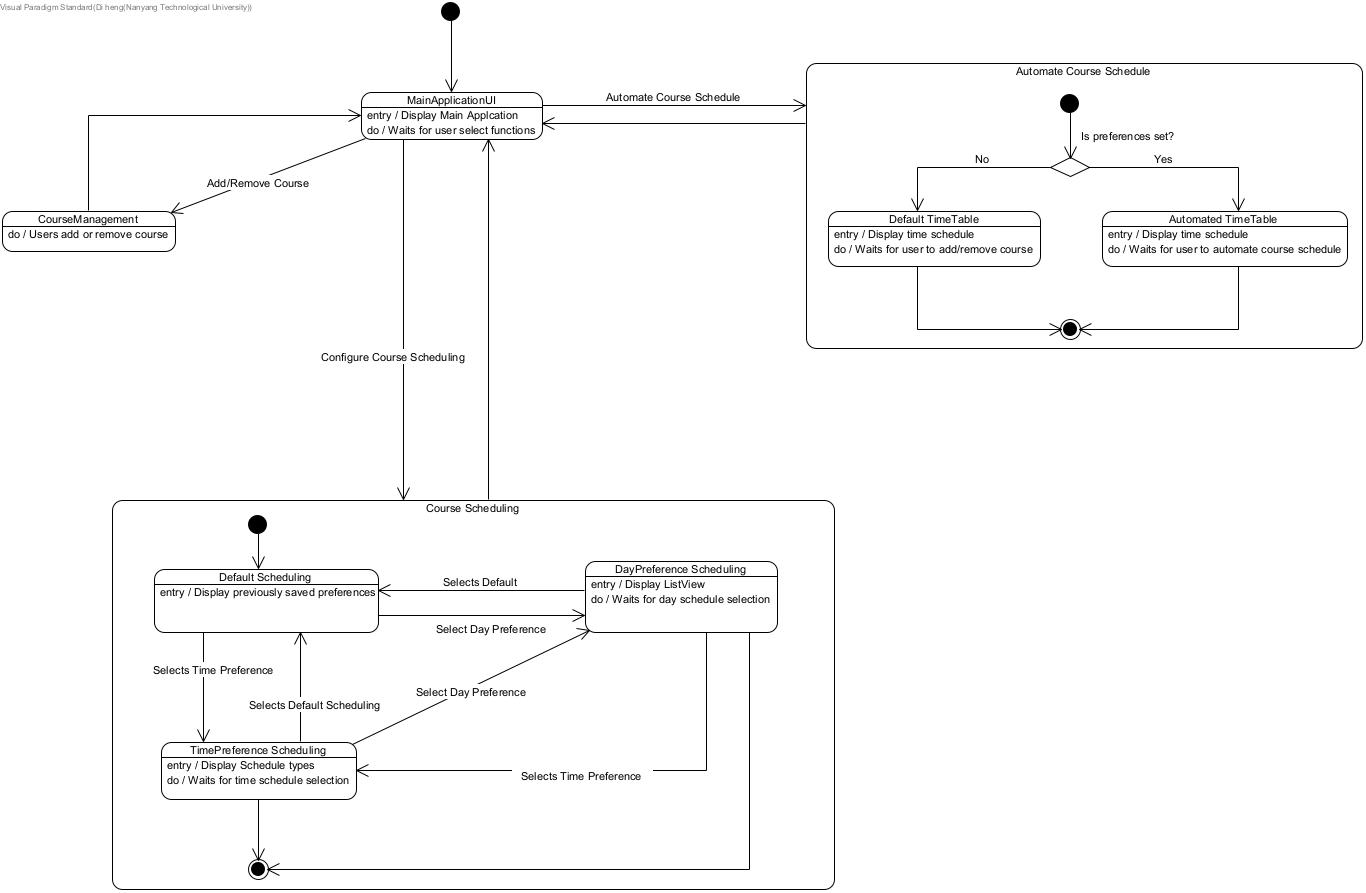 Visual Paradigm Standard(Di heng(Nanyang Technological University))
MainApplicationUI
entry / Display Main Applcation
do / Waits for user select functions
Automate Course Schedule
Add/Remove Course
CourseManagement
do / Users add or remove course
Configure Course Scheduling
Automate Course Schedule
Is preferences set?
No
Yes
Default TimeTable
entry / Display time schedule
do / Waits for user to add/remove course
Automated TimeTable
entry / Display time schedule
do / Waits for user to automate course schedule
Course Scheduling
Default Scheduling
entry / Display previously saved preferences
Selects Default
DayPreference Scheduling
entry / Display ListView
do / Waits for day schedule selection
Select Day Preference
Selects Time Preference
Selects Default Scheduling
Select Day Preference
TimePreference Scheduling
entry / Display Schedule types
do / Waits for time schedule selection
Selects Time Preference